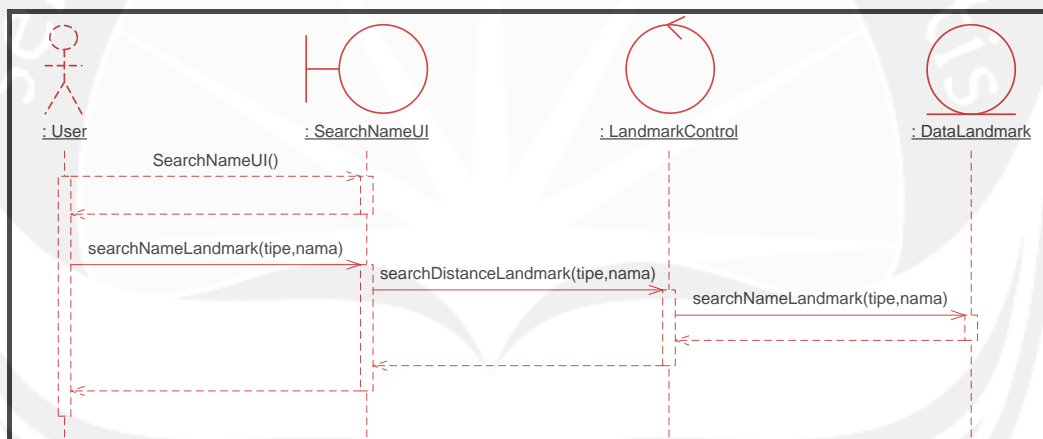 : User
: SearchNameUI
: LandmarkControl
: DataLandmark
SearchNameUI()
searchNameLandmark(tipe,nama)
searchDistanceLandmark(tipe,nama)
searchNameLandmark(tipe,nama)